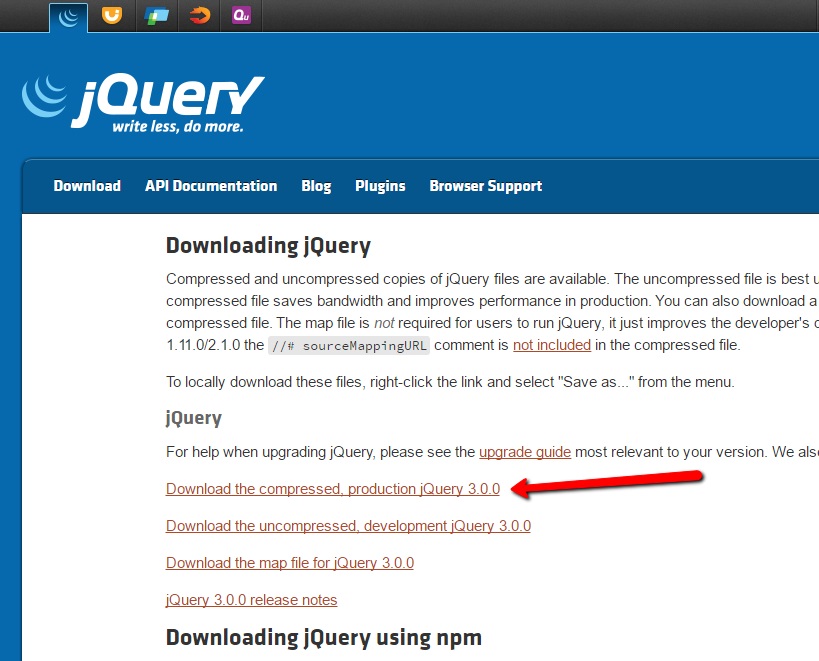 Qu
jQuery
write less, do more.
Download API Documentation Blog Plugins Browser Support
Downloading jQuery
Compressed and uncompressed copies of jQuery files are available. The uncompressed file is best
compressed file saves bandwidth and improves performance in production. You can also download a
compressed file. The map file is not required for users to run jQuery, it just improves the developer's
1.11.0/2.1.0 the //# sourceMappingURL comment is not included in the compressed file.
To locally download these files, right-click the link and select "Save as..." from the menu.
jQuery
For help when upgrading jQuery, please see the upgrade guide most relevant to your version. We also
Download the compressed, production jQuery 3.0.0
Download the uncompressed, development jQuery 3.0.0
Download the map file for jQuery 3.0.0
jQuery 3.0.0 release notes
Downloading jQuery using npm